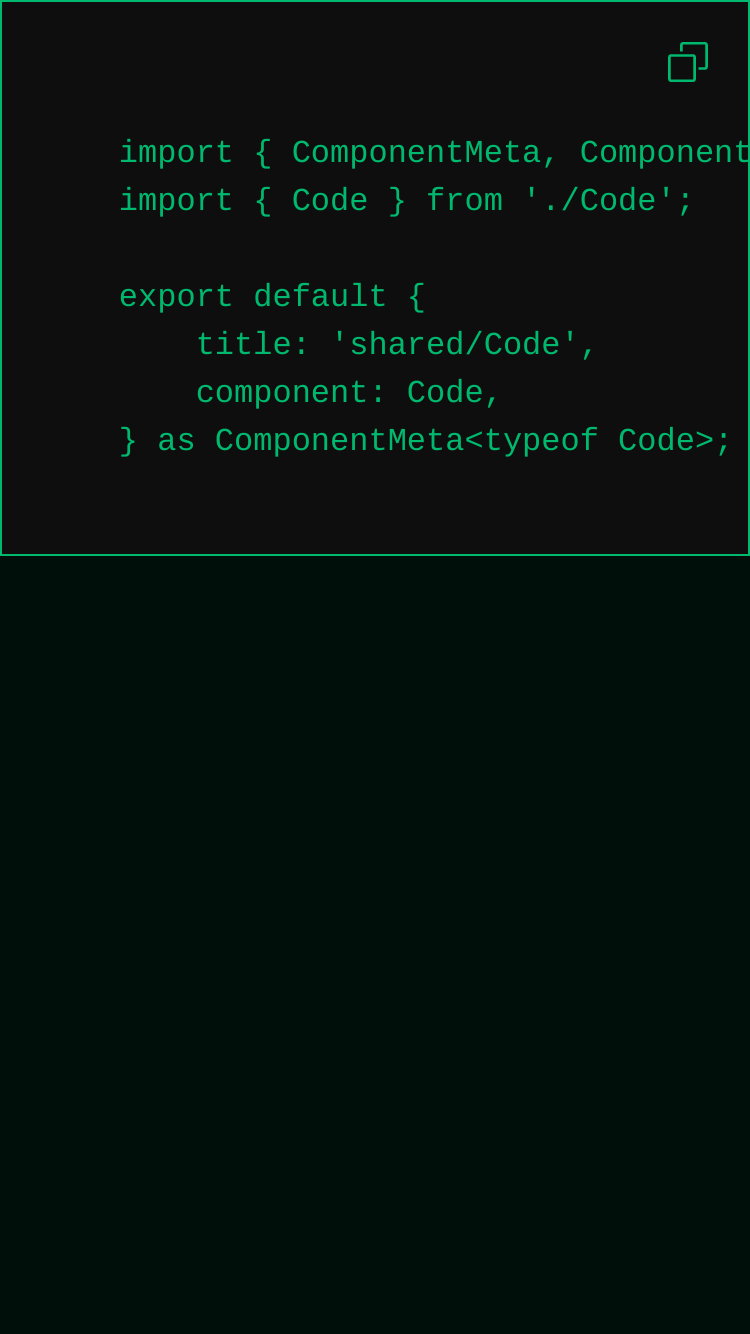 import { ComponentMeta, Component
import { Code } from './Code';
export default {
title: 'shared/Code',
component: Code,
} as ComponentMeta<typeof Code>;